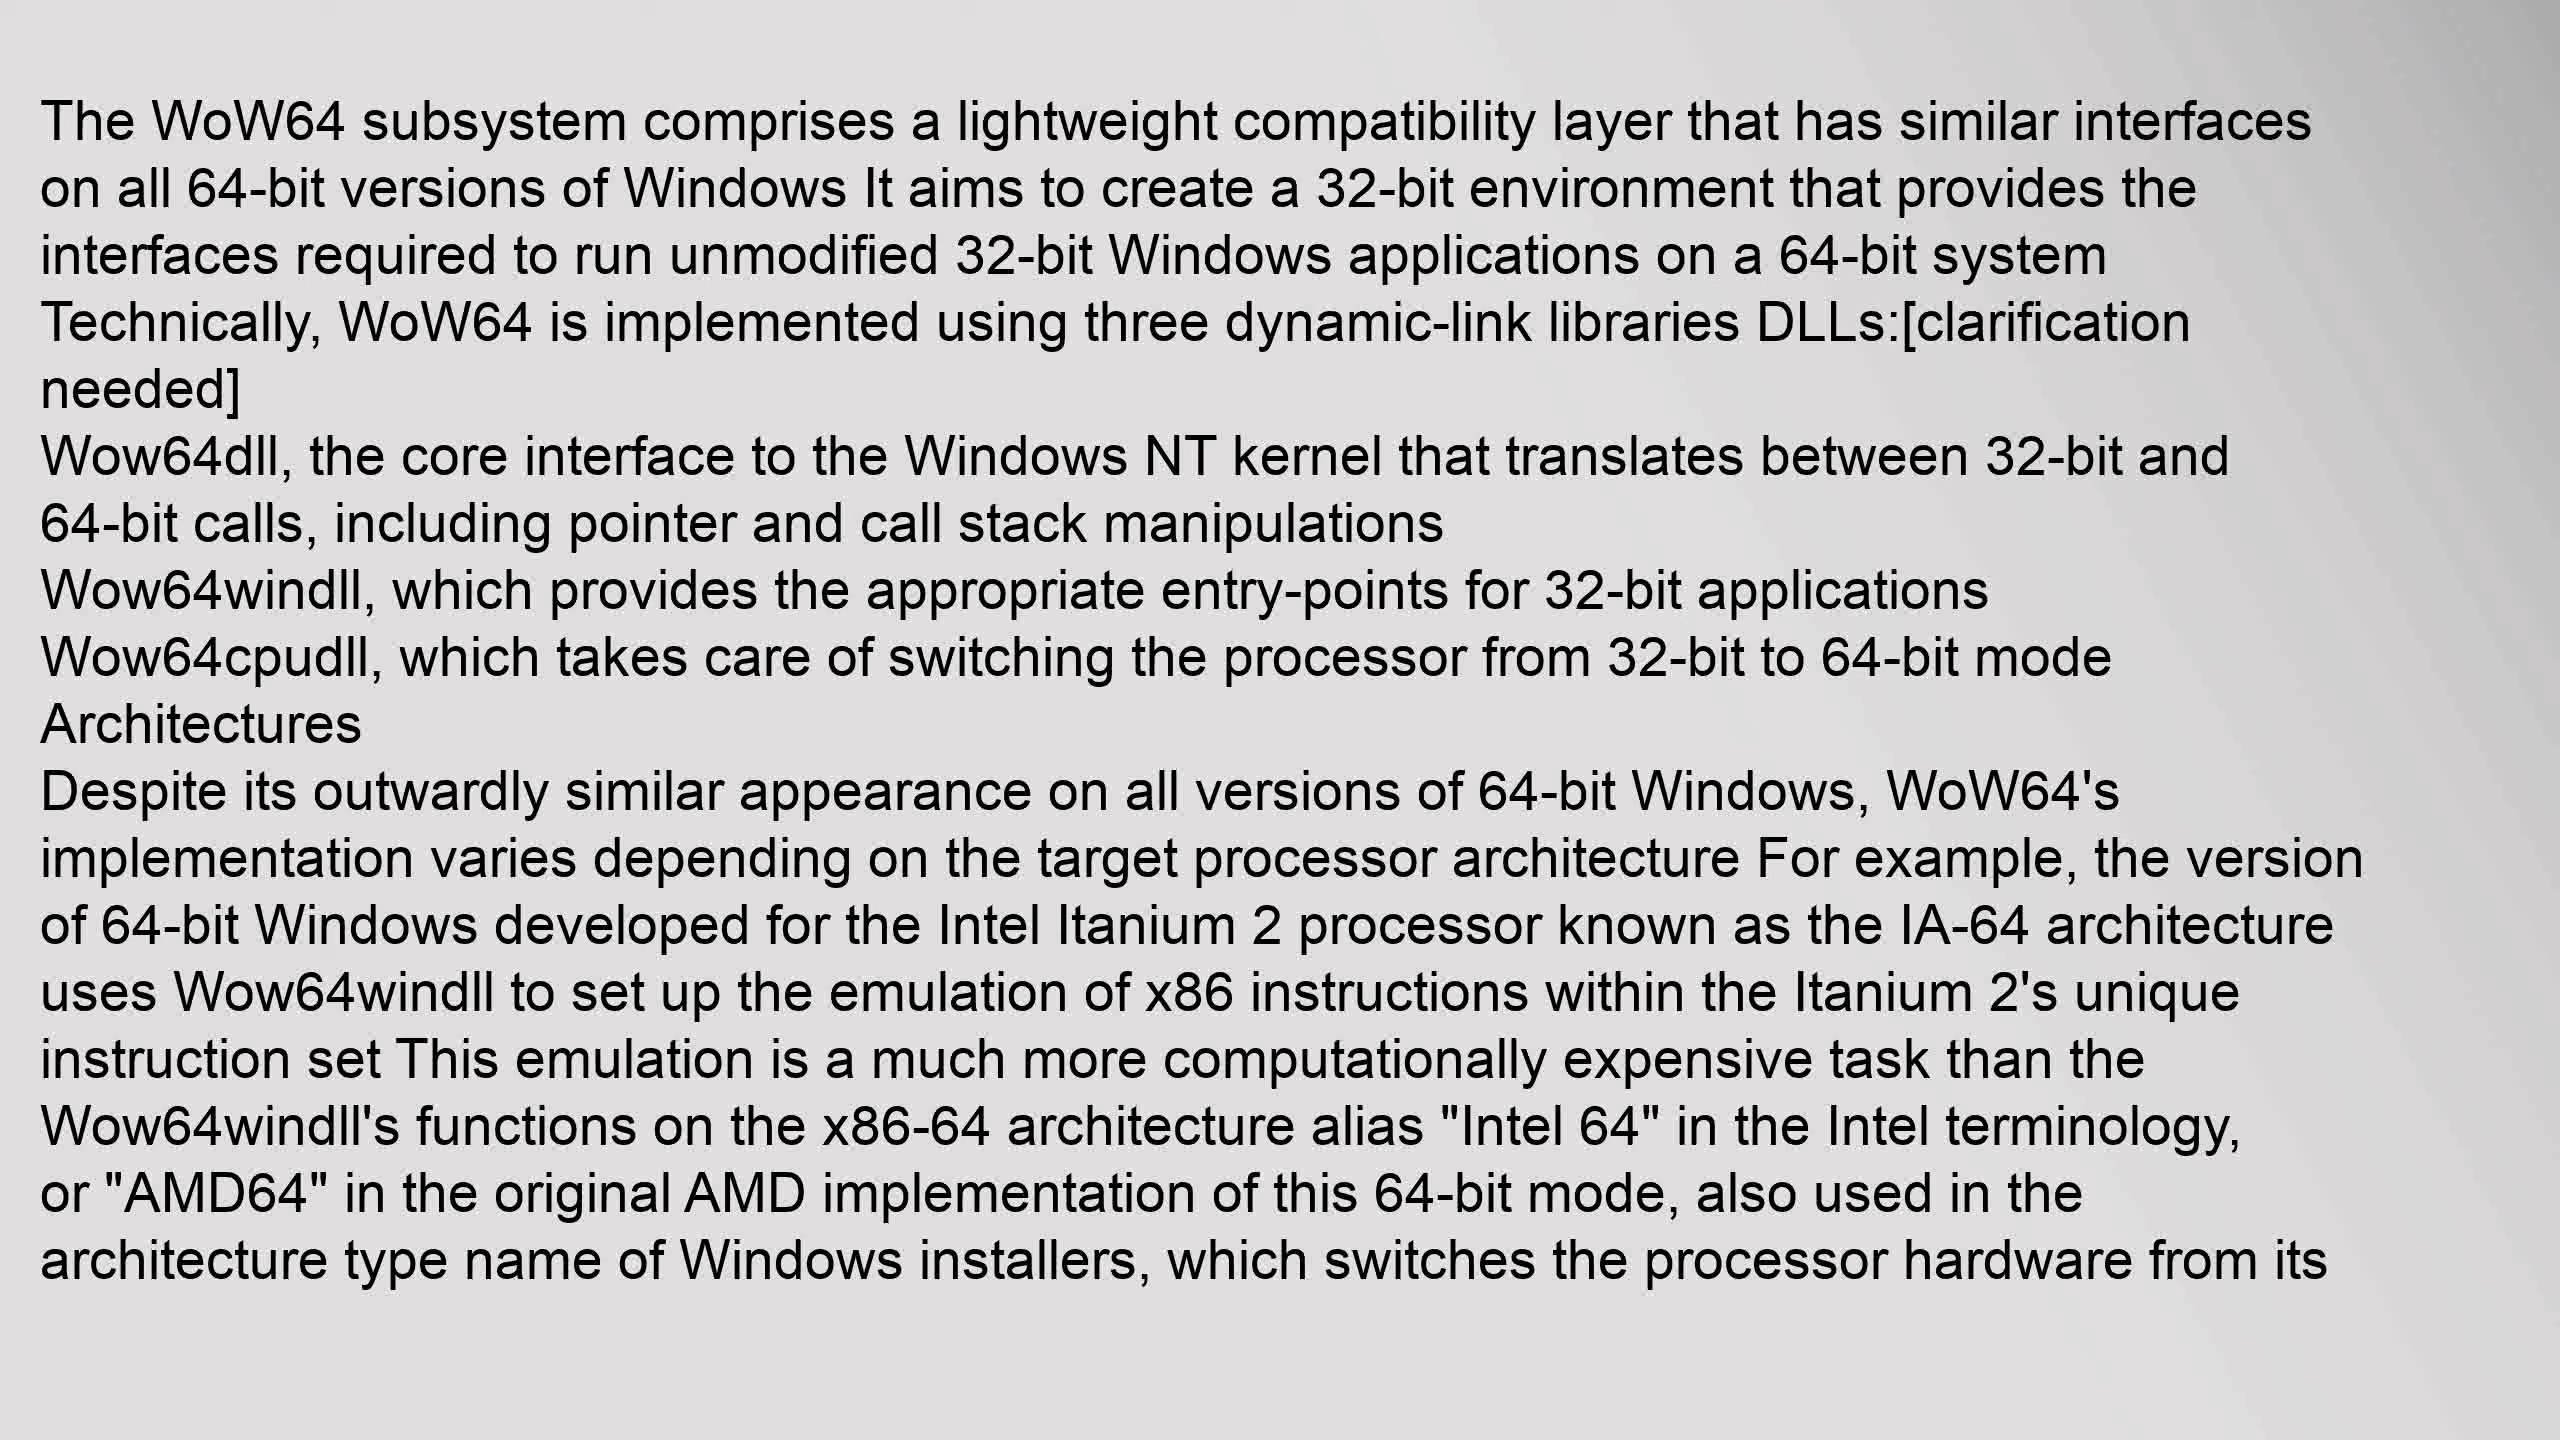 The WoW64 subsystem comprises a lightweight compatibility layer that has similar interfaces
on all 64-bit versions of Windows It aims to create a 32-bit environment that provides the
interfaces required to run unmodified 32-bit Windows applications on a 64-bit system
Technically, WoW64 is implemented using three dynamic-link libraries DLLs:[clarification
needed]
Wow64dll, the core interface to the Windows NT kernel that translates between 32-bit and
64-bit calls, including pointer and call stack manipulations
Wow64windll, which provides the appropriate entry-points for 32-bit applications
Wow64cpudll, which takes care of switching the processor from 32-bit to 64-bit mode
Architectures
Despite its outwardly similar appearance on all versions of 64-bit Windows, WoW64's
implementation varies depending on the target processor architecture For example, the version
of 64-bit Windows developed for the Intel Itanium 2 processor known as the IA-64 architecture
uses Wow64windll to set up the emulation of x86 instructions within the Itanium 2's unique
instruction set This emulation is a much more computationally expensive task than the
Wow64windll's functions on the x86-64 architecture alias "Intel 64" in the Intel terminology,
or "AMD64" in the original AMD implementation of this 64-bit mode, also used in the
architecture type name of Windows installers, which switches the processor hardware from its